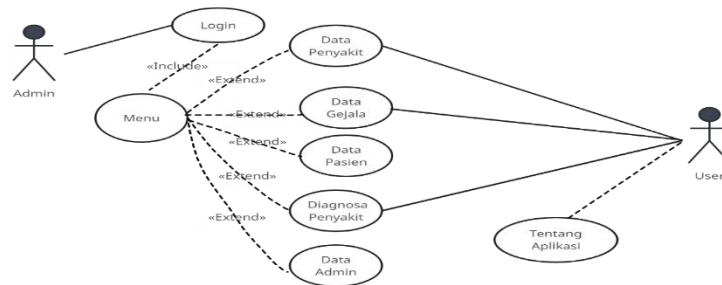 Login
Data
Penyakit
Admin
«Include»
«Extend»
Menu
«Extend»
Data
Gejala
«Extend»
Data
Pasien
User
«Extend»
Diagnosa
Penyakit
«Extend»
Tentang
Aplikasi
Data
Admin